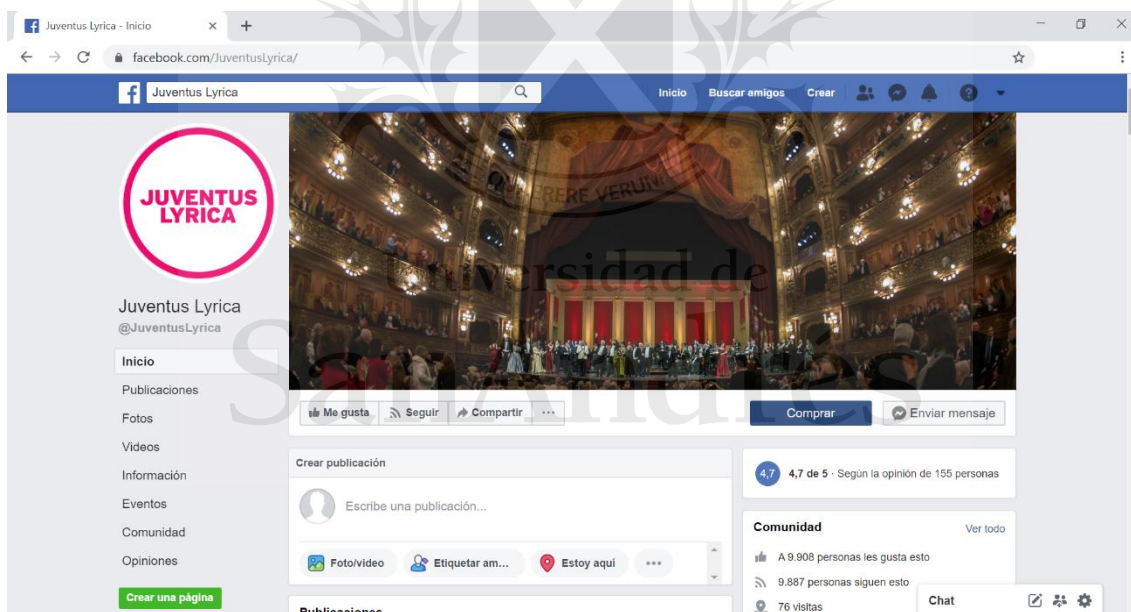 Juventus Lyrica - Inicio
facebook.com/JuventusLyrica/
Juventus Lyrica
Inicio Buscar amigos Crear
JUVENTUS
LYRICA
Juventus Lyrica
@JuventusLyrica
Inicio
Publicaciones
Fotos
Videos
Información
Eventos
Comunidad
Opiniones
Crear una página
Me gusta Seguir Compartir ...
Comprar Enviar mensaje
Crear publicación
Escribe una publicación...
Foto/video Etiquetar am... Estoy aquí ...
Publicaciones
4,7 4,7 de 5 · Según la opinión de 155 personas
Comunidad Ver todo
A 9.908 personas les gusta esto
9.887 personas siguen esto
76 visitas
Chat
Universidad de
SanAndrés